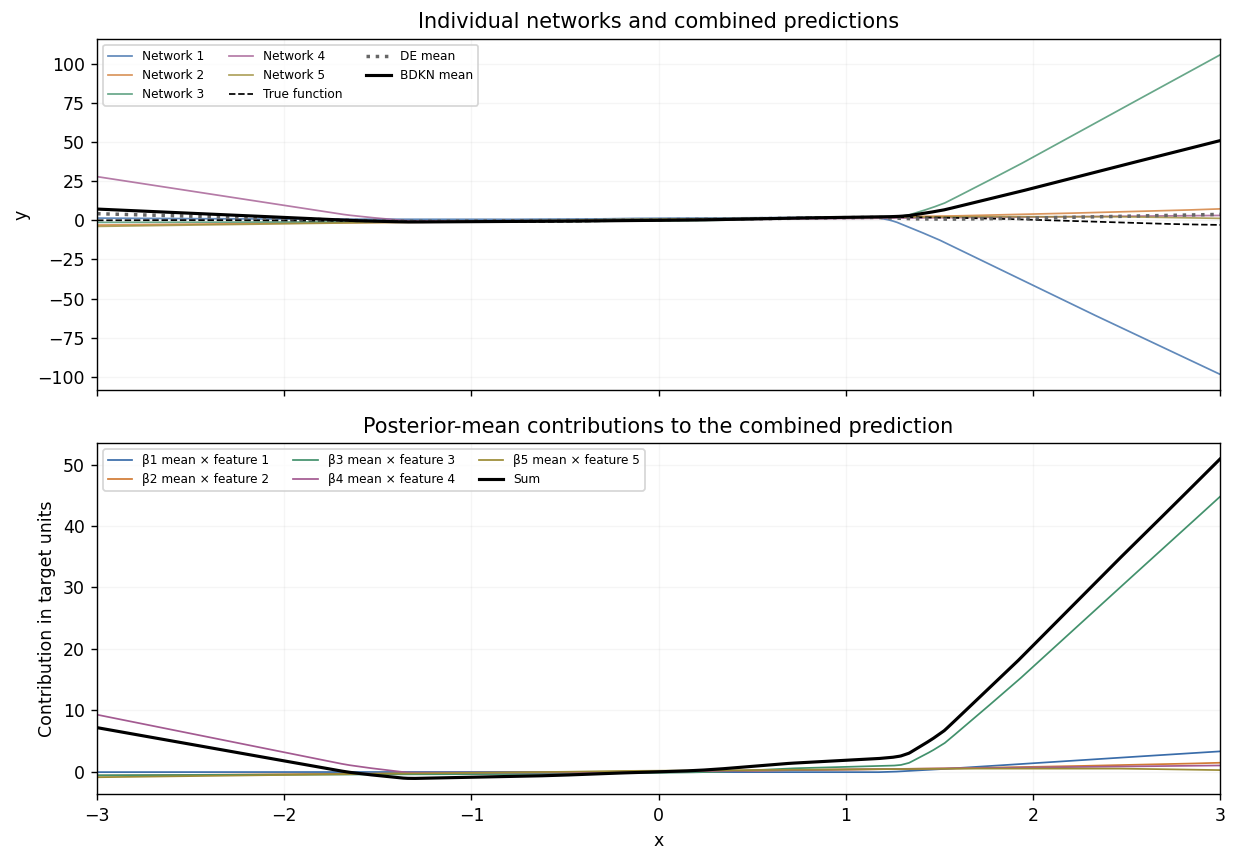 Individual networks and combined predictions
Network 1
Network 2
Network 3
Network 4
Network 5
True function
DE mean
BDKN mean
y
100
75
50
25
0
−25
−50
−75
−100
Posterior-mean contributions to the combined prediction
β1 mean × feature 1
β2 mean × feature 2
β3 mean × feature 3
β4 mean × feature 4
β5 mean × feature 5
Sum
Contribution in target units
50
40
30
20
10
0
−3
−2
−1
0
1
2
3
x